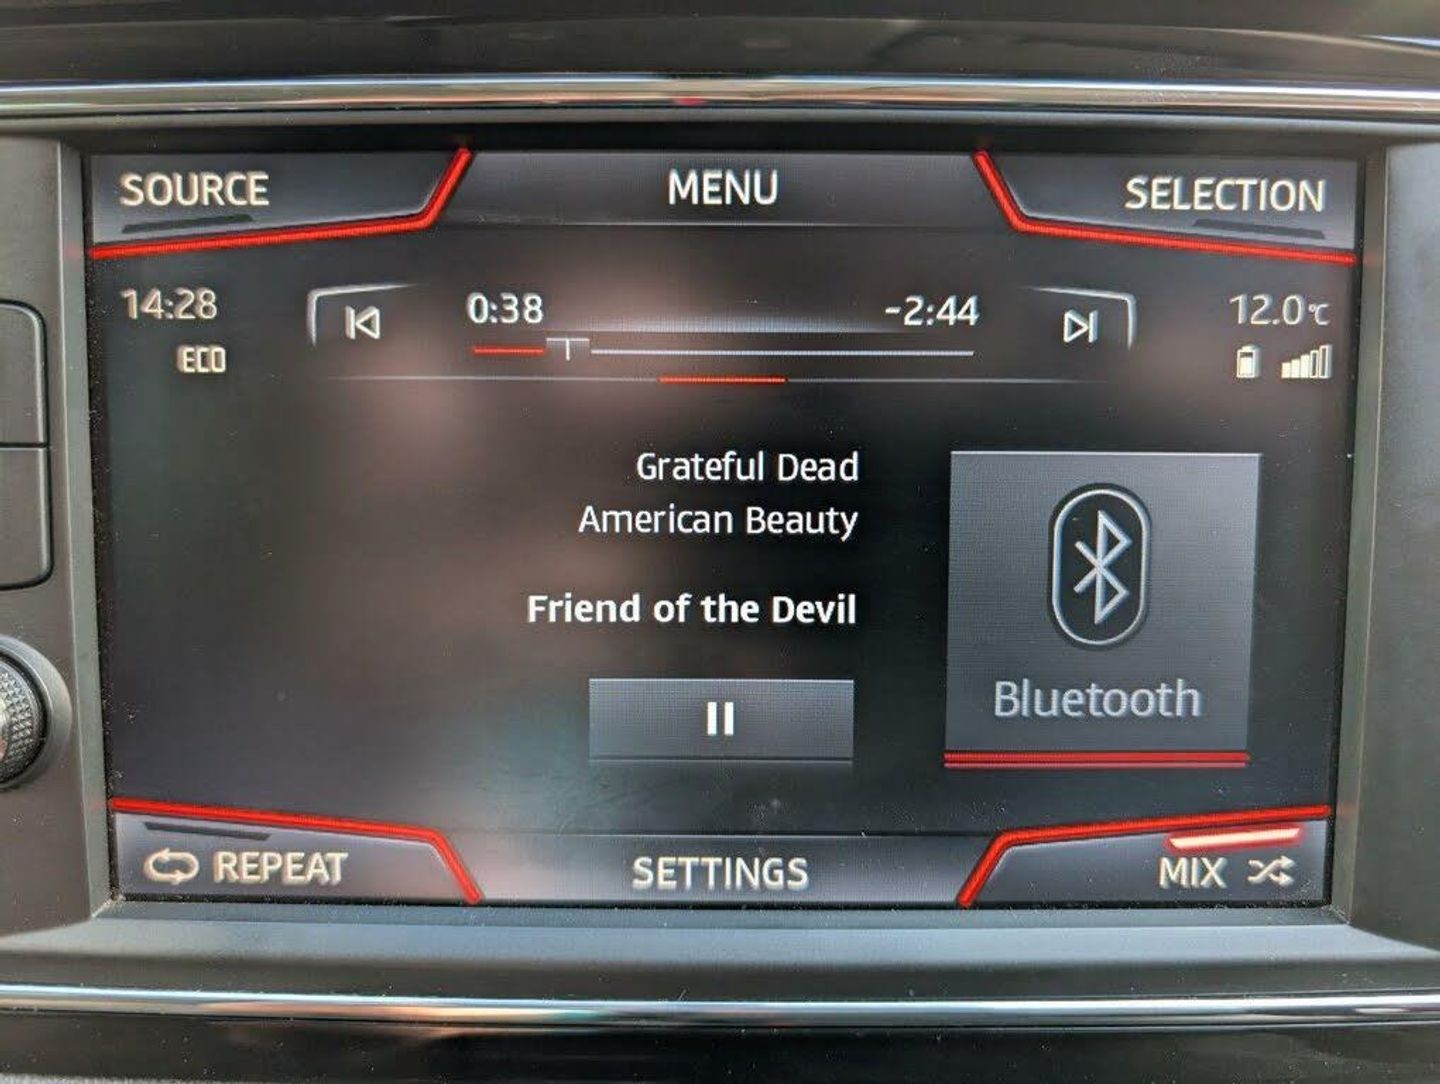 SOURCE MENU SELECTION
14:28 0:38 -2:44 12.0°C
ECO
Grateful Dead
American Beauty
Friend of the Devil
Bluetooth
REPEAT SETTINGS MIX